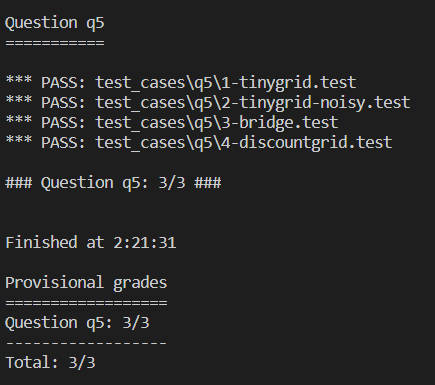 Question q5
===========
*** PASS: test_cases\q5\1-tinygrid.test
*** PASS: test_cases\q5\2-tinygrid-noisy.test
*** PASS: test_cases\q5\3-bridge.test
*** PASS: test_cases\q5\4-discountgrid.test
### Question q5: 3/3 ###
Finished at 2:21:31
Provisional grades
==================
Question q5: 3/3
------------------
Total: 3/3